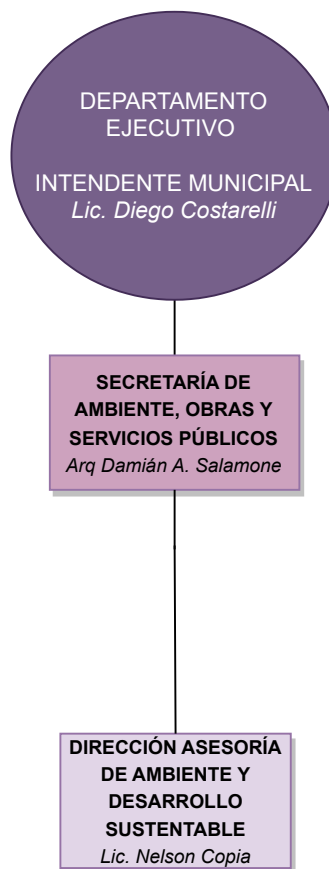 DEPARTAMENTO
EJECUTIVO
INTENDENTE MUNICIPAL
Lic. Diego Costarelli
SECRETARÍA DE
AMBIENTE, OBRAS Y
SERVICIOS PÚBLICOS
Arq Damián A. Salamone
DIRECCIÓN ASESORÍA
DE AMBIENTE Y
DESARROLLO
SUSTENTABLE
Lic. Nelson Copia